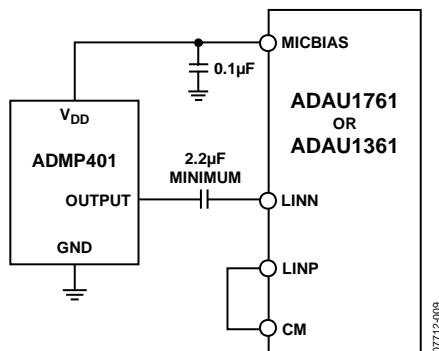 MICBIAS
0.1µF
ADAU1761
OR
ADAU1361
VDD
ADMP401
2.2µF
MINIMUM
OUTPUT
LINN
GND
LINP
CM
07712-009